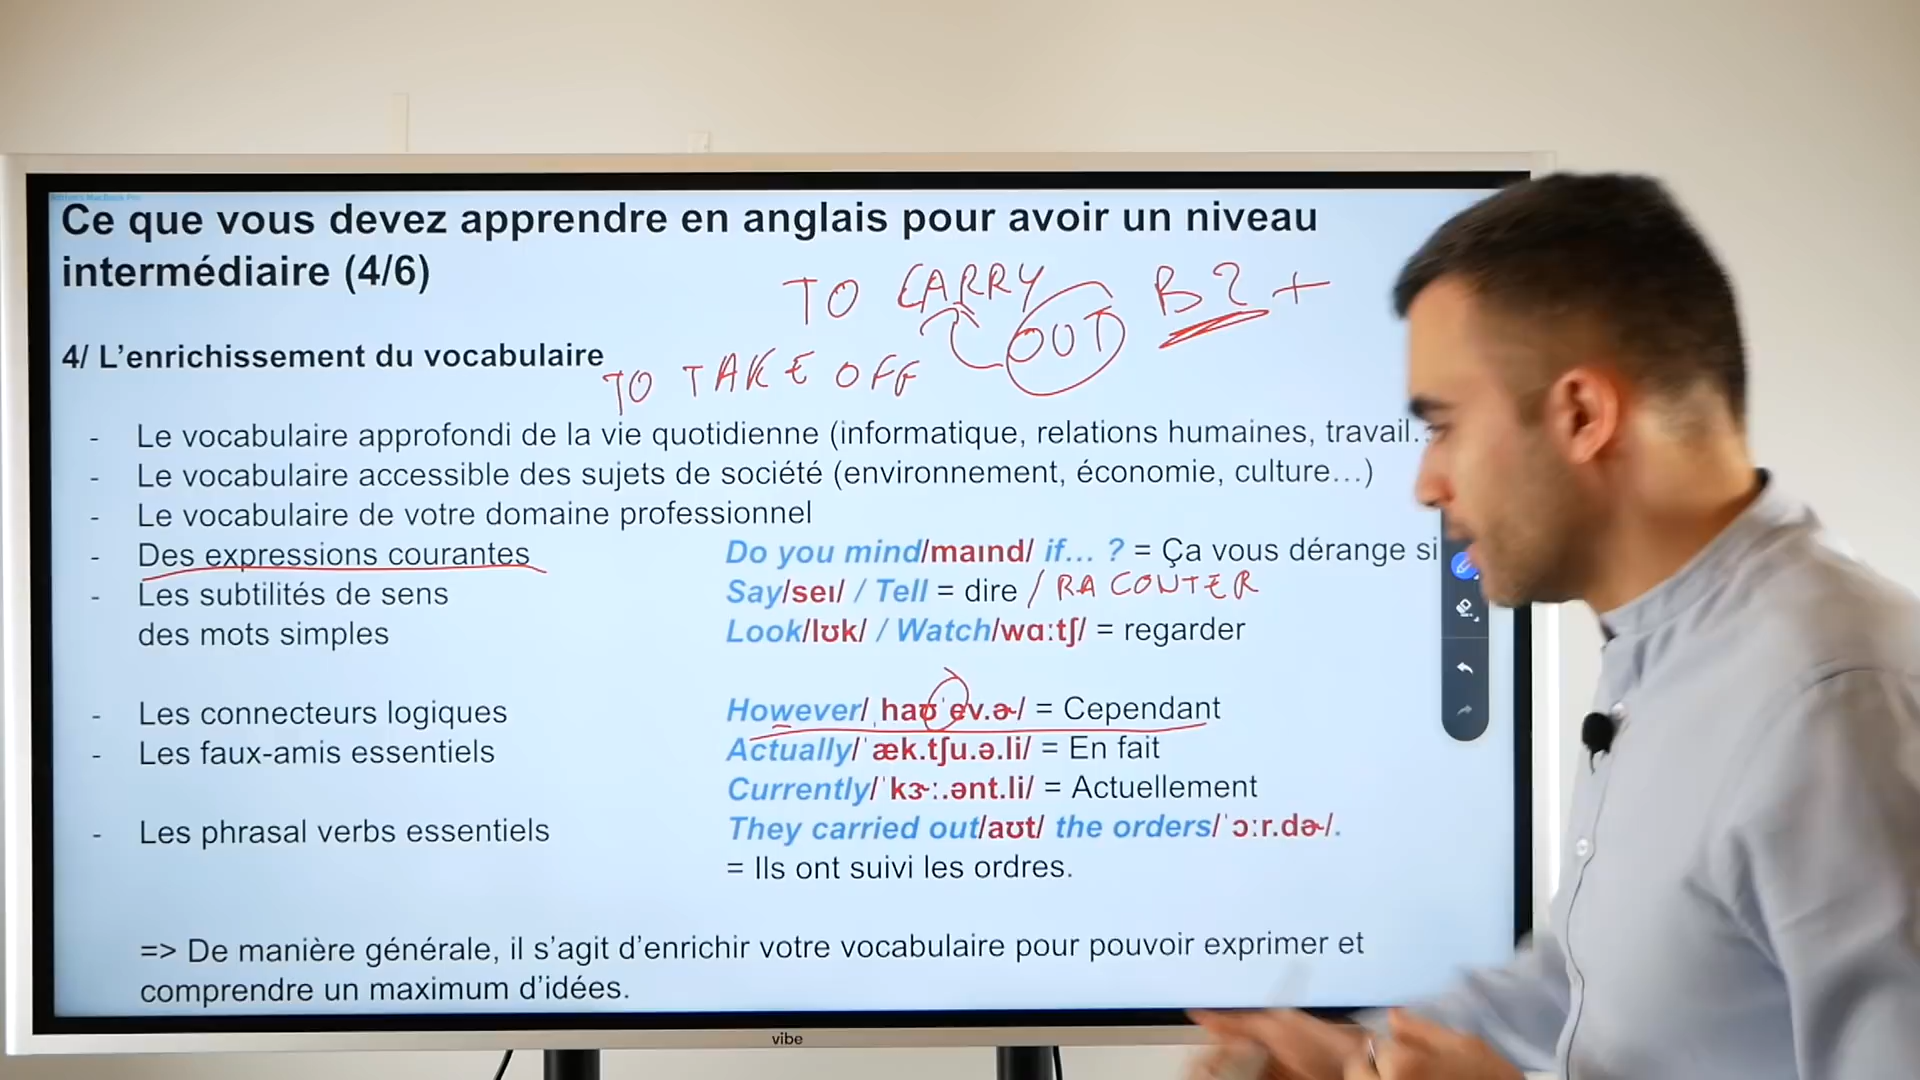 Ce que vous devez apprendre en anglais pour avoir un niveau
intermédiaire (4/6)
TO CARRY OUT B2+
4/ L'enrichissement du vocabulaire
TO TAKE OFF
- Le vocabulaire approfondi de la vie quotidienne (informatique, relations humaines, travail.
- Le vocabulaire accessible des sujets de société (environnement, économie, culture…)
- Le vocabulaire de votre domaine professionnel
- Des expressions courantes Do you mind/maɪnd/ if… ? = Ça vous dérange si
- Les subtilités de sens Say/seɪ/ / Tell = dire / RACONTER
des mots simples Look/lʊk/ / Watch/wɑːtʃ/ = regarder
- Les connecteurs logiques However/ˌhaʊˈev.ɚ/ = Cependant
- Les faux-amis essentiels Actually/ˈæk.tʃu.ə.li/ = En fait
Currently/ˈkɝː.ənt.li/ = Actuellement
- Les phrasal verbs essentiels They carried out/aʊt/ the orders/ˈɔːr.dɚ/.
= Ils ont suivi les ordres.
=> De manière générale, il s'agit d'enrichir votre vocabulaire pour pouvoir exprimer et
comprendre un maximum d'idées.
vibe